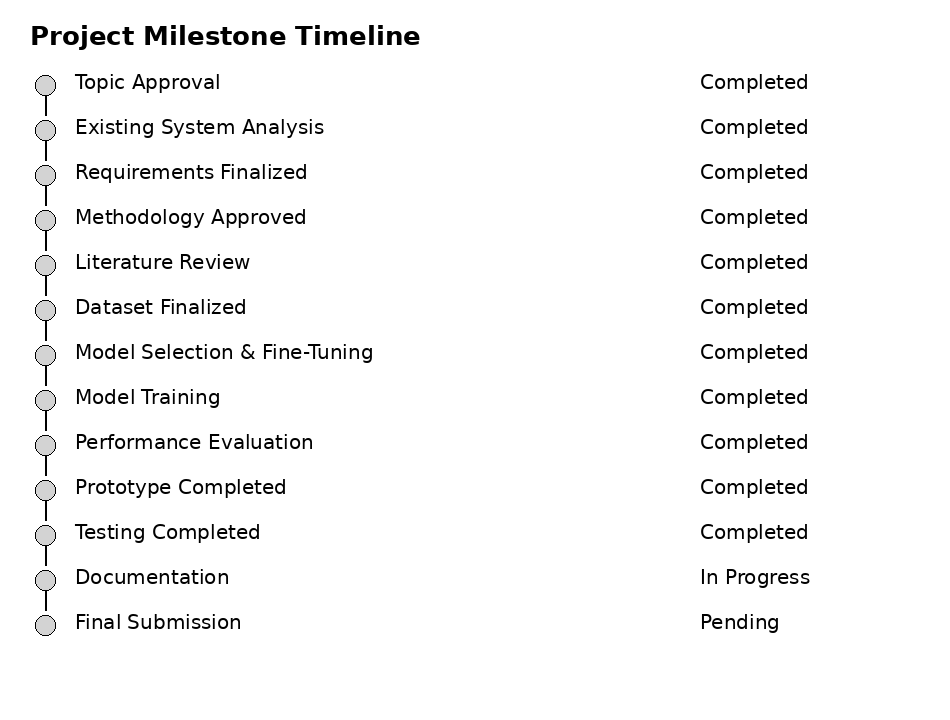 Project Milestone Timeline
Topic Approval Completed
Existing System Analysis Completed
Requirements Finalized Completed
Methodology Approved Completed
Literature Review Completed
Dataset Finalized Completed
Model Selection & Fine-Tuning Completed
Model Training Completed
Performance Evaluation Completed
Prototype Completed Completed
Testing Completed Completed
Documentation In Progress
Final Submission Pending